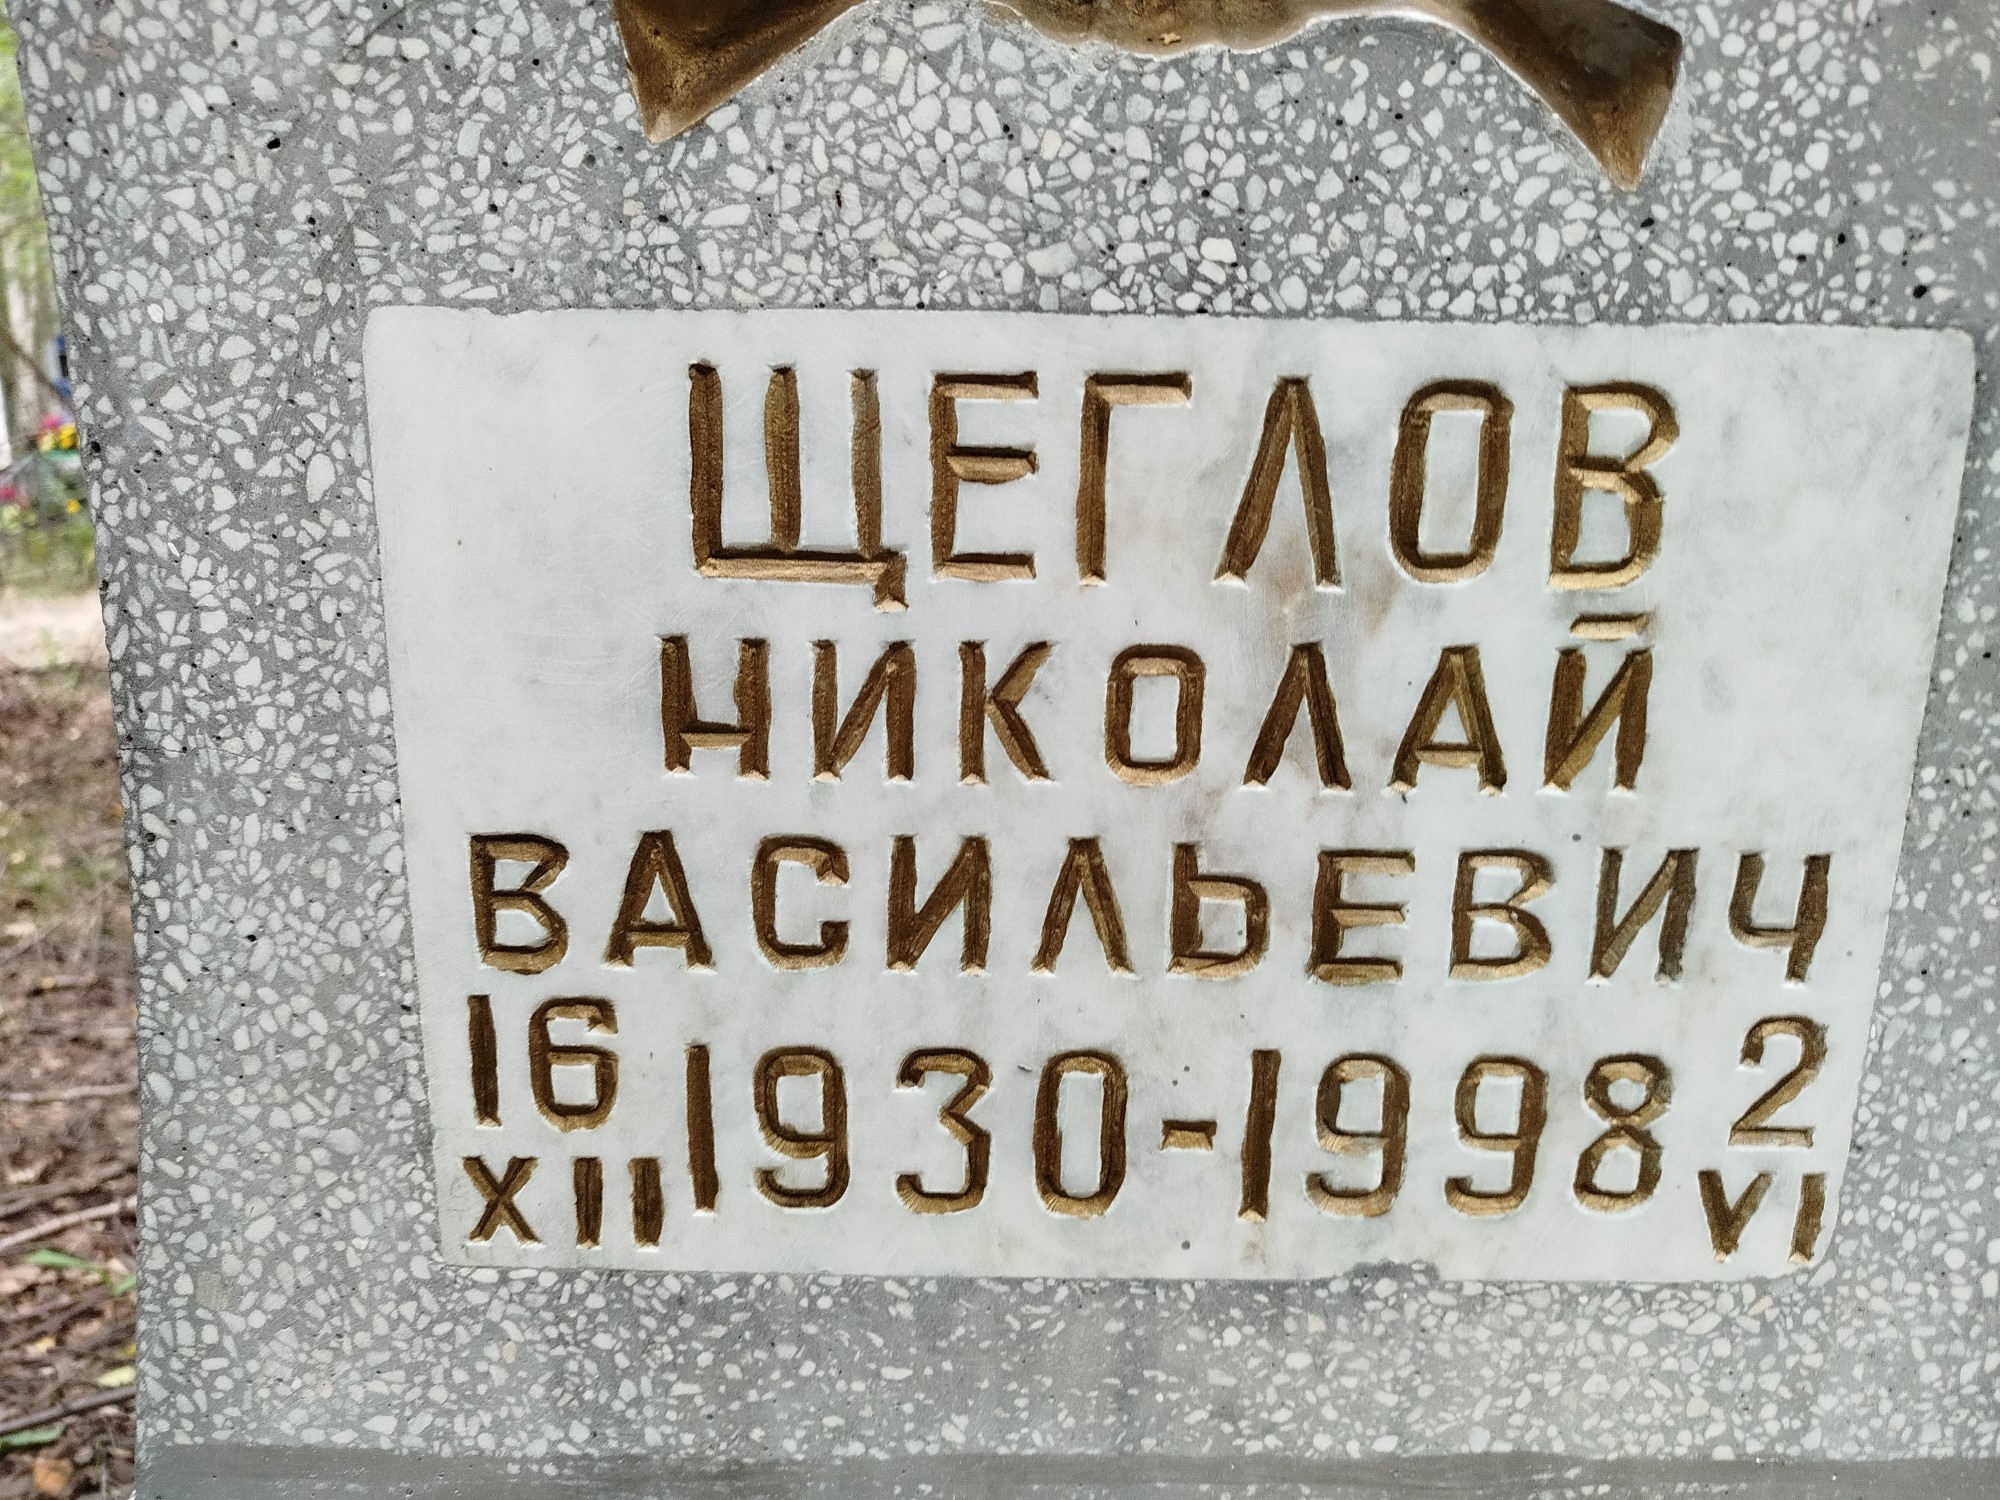 ЩЕГЛОВ
НИКОЛАЙ
ВАСИЛЬЕВИЧ
16 XII 1930-1998 2 VI